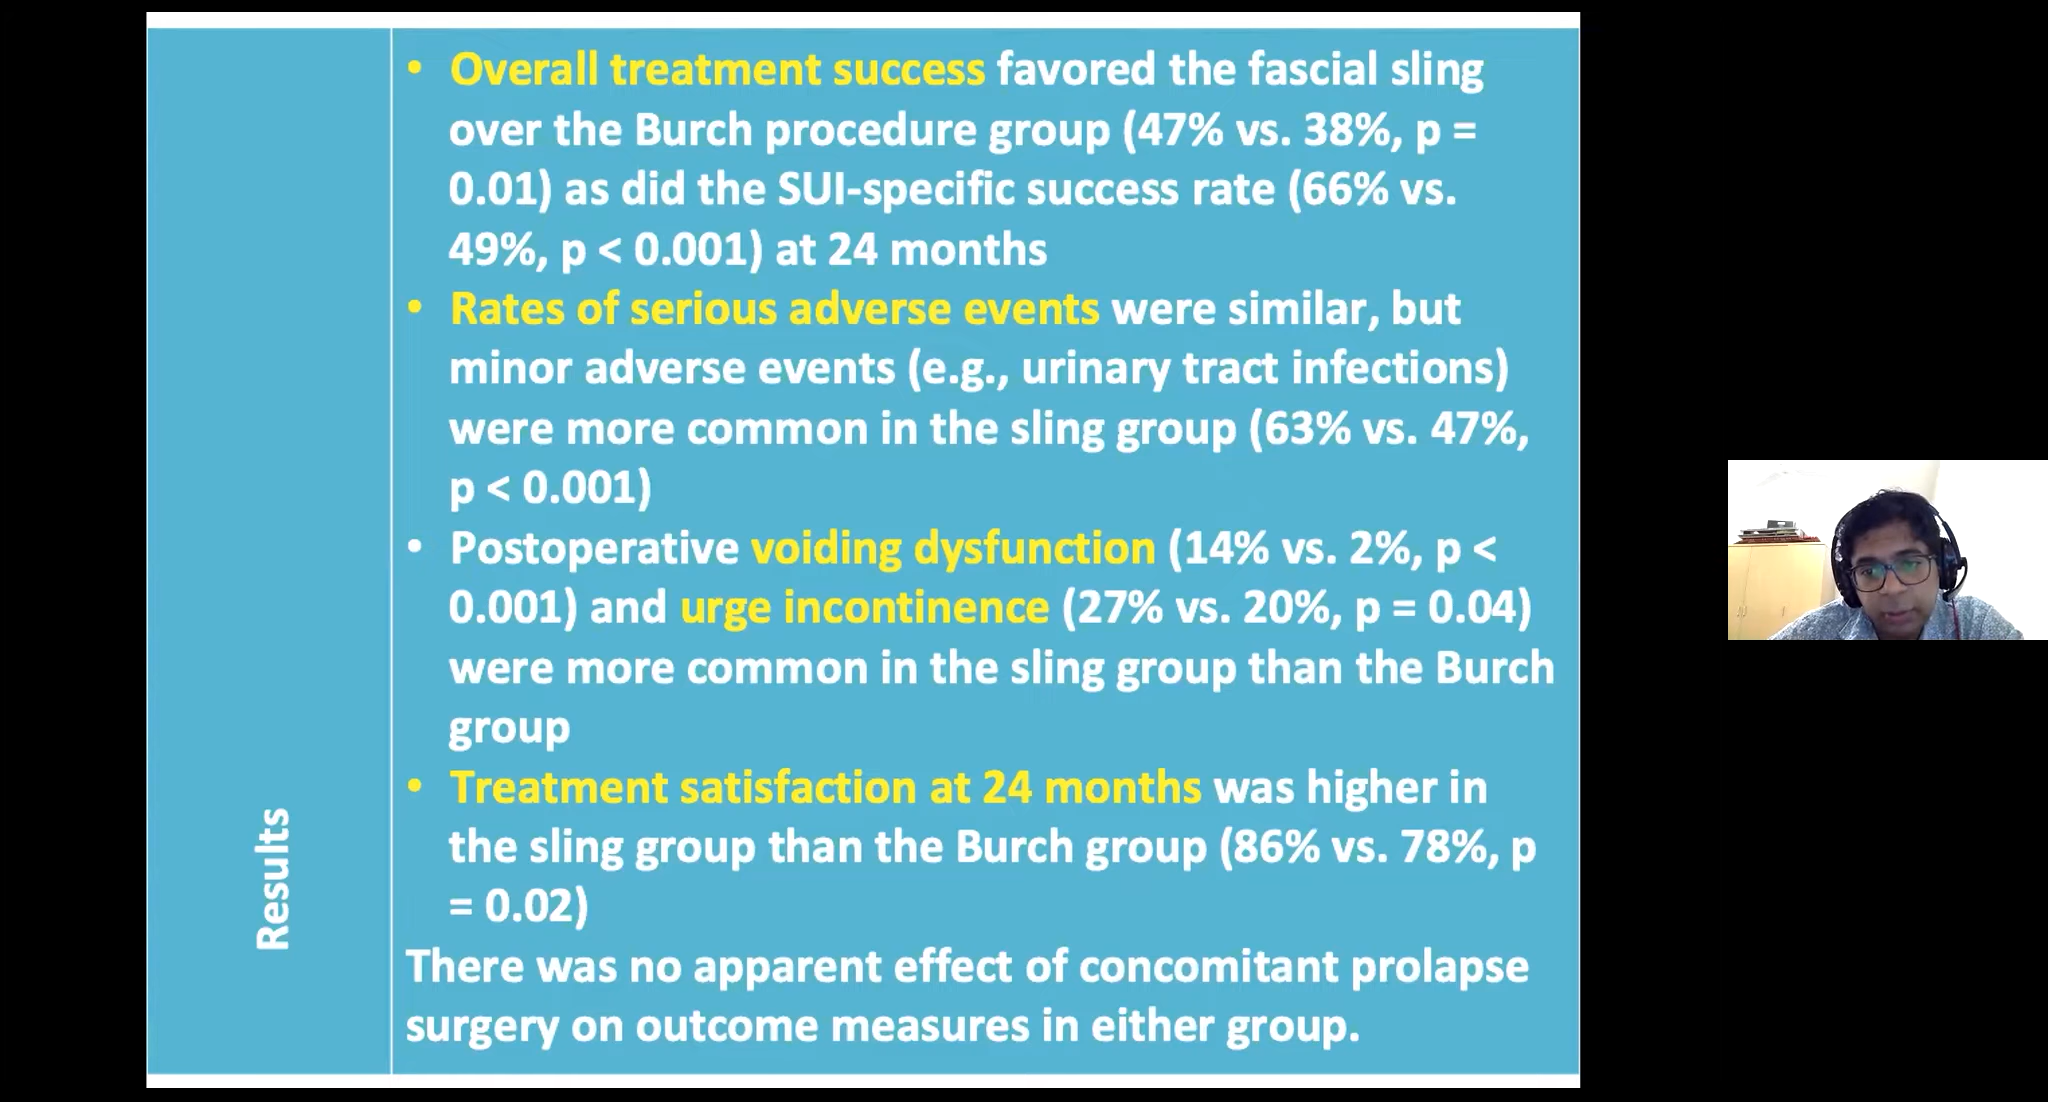 • Overall treatment success favored the fascial sling
over the Burch procedure group (47% vs. 38%, p =
0.01) as did the SUI-specific success rate (66% vs.
49%, p < 0.001) at 24 months
• Rates of serious adverse events were similar, but
minor adverse events (e.g., urinary tract infections)
were more common in the sling group (63% vs. 47%,
p < 0.001)
• Postoperative voiding dysfunction (14% vs. 2%, p <
0.001) and urge incontinence (27% vs. 20%, p = 0.04)
were more common in the sling group than the Burch
group
• Treatment satisfaction at 24 months was higher in
the sling group than the Burch group (86% vs. 78%, p
= 0.02)
There was no apparent effect of concomitant prolapse
surgery on outcome measures in either group.
Results